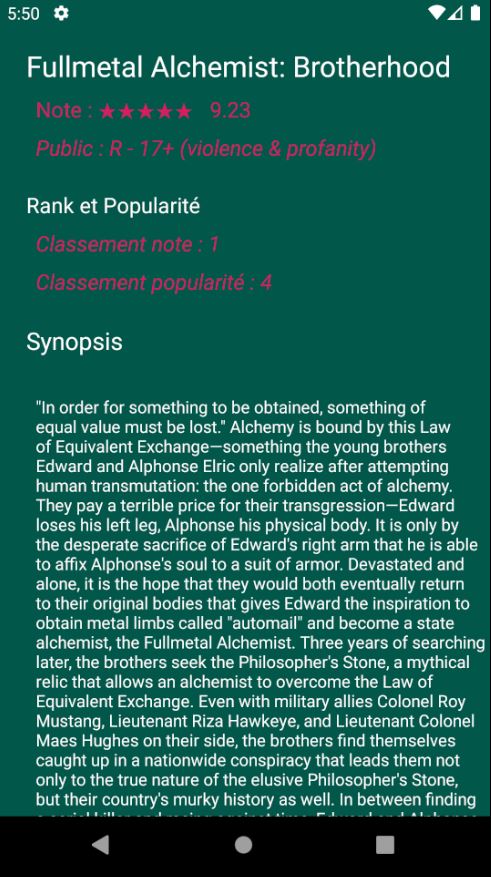 5:50
Fullmetal Alchemist: Brotherhood
Note : ★★★★★ 9.23
Public : R - 17+ (violence & profanity)
Rank et Popularité
Classement note : 1
Classement popularité : 4
Synopsis
"In order for something to be obtained, something of
equal value must be lost." Alchemy is bound by this Law
of Equivalent Exchange—something the young brothers
Edward and Alphonse Elric only realize after attempting
human transmutation: the one forbidden act of alchemy.
They pay a terrible price for their transgression—Edward
loses his left leg, Alphonse his physical body. It is only by
the desperate sacrifice of Edward's right arm that he is able
to affix Alphonse's soul to a suit of armor. Devastated and
alone, it is the hope that they would both eventually return
to their original bodies that gives Edward the inspiration to
obtain metal limbs called "automail" and become a state
alchemist, the Fullmetal Alchemist. Three years of searching
later, the brothers seek the Philosopher's Stone, a mythical
relic that allows an alchemist to overcome the Law of
Equivalent Exchange. Even with military allies Colonel Roy
Mustang, Lieutenant Riza Hawkeye, and Lieutenant Colonel
Maes Hughes on their side, the brothers find themselves
caught up in a nationwide conspiracy that leads them not
only to the true nature of the elusive Philosopher's Stone,
but their country's murky history as well. In between finding